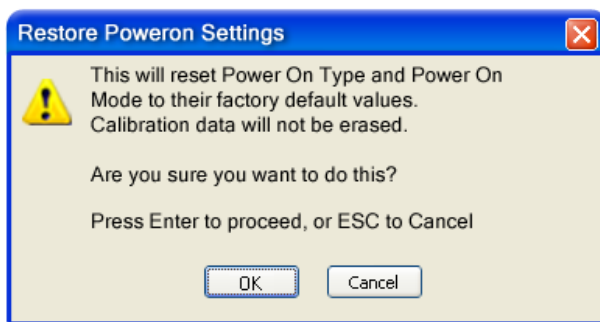 Restore Poweron Settings
This will reset Power On Type and Power On
Mode to their factory default values.
Calibration data will not be erased.
Are you sure you want to do this?
Press Enter to proceed, or ESC to Cancel
OK
Cancel